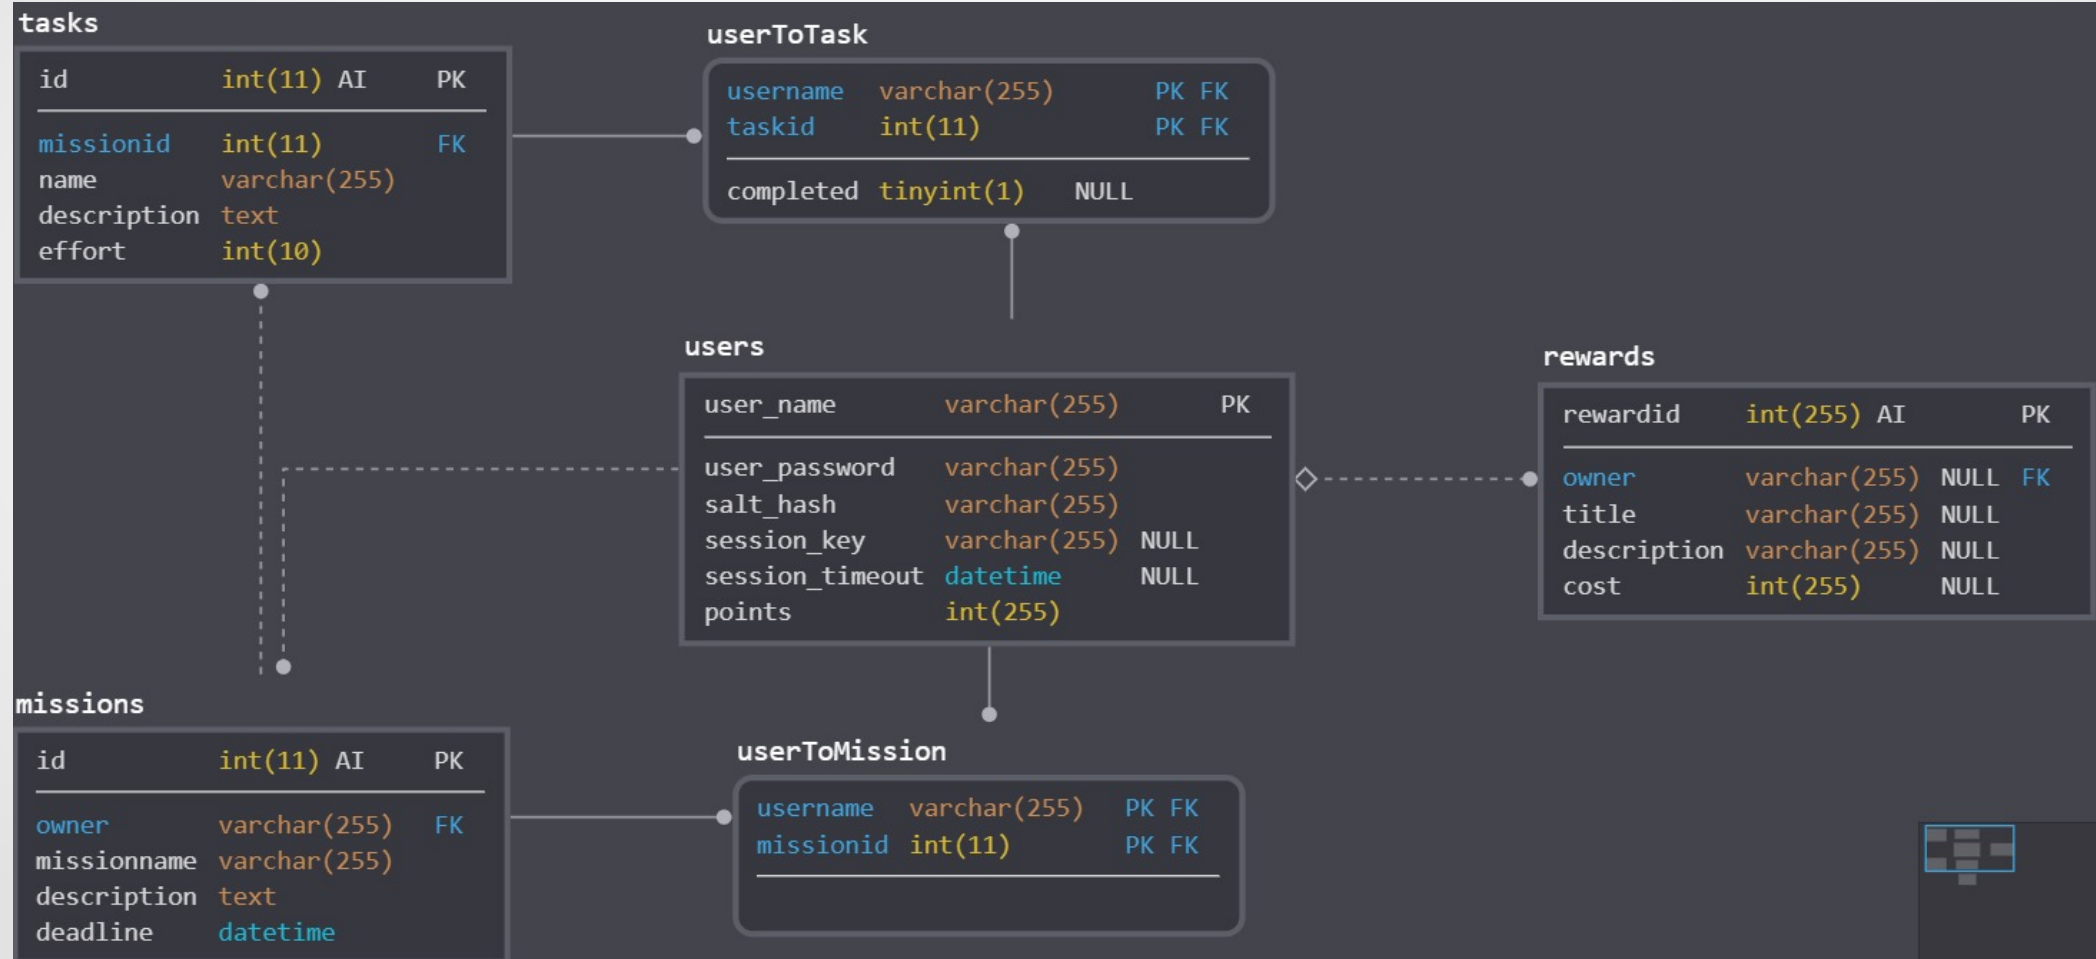 tasks
id int(11) AI PK
missionid int(11) FK
name varchar(255)
description text
effort int(10)
userToTask
username varchar(255) PK FK
taskid int(11) PK FK
completed tinyint(1) NULL
users
user_name varchar(255) PK
user_password varchar(255)
salt_hash varchar(255)
session_key varchar(255) NULL
session_timeout datetime NULL
points int(255)
rewards
rewardid int(255) AI PK
owner varchar(255) NULL FK
title varchar(255) NULL
description varchar(255) NULL
cost int(255) NULL
missions
id int(11) AI PK
owner varchar(255) FK
missionname varchar(255)
description text
deadline datetime
userToMission
username varchar(255) PK FK
missionid int(11) PK FK